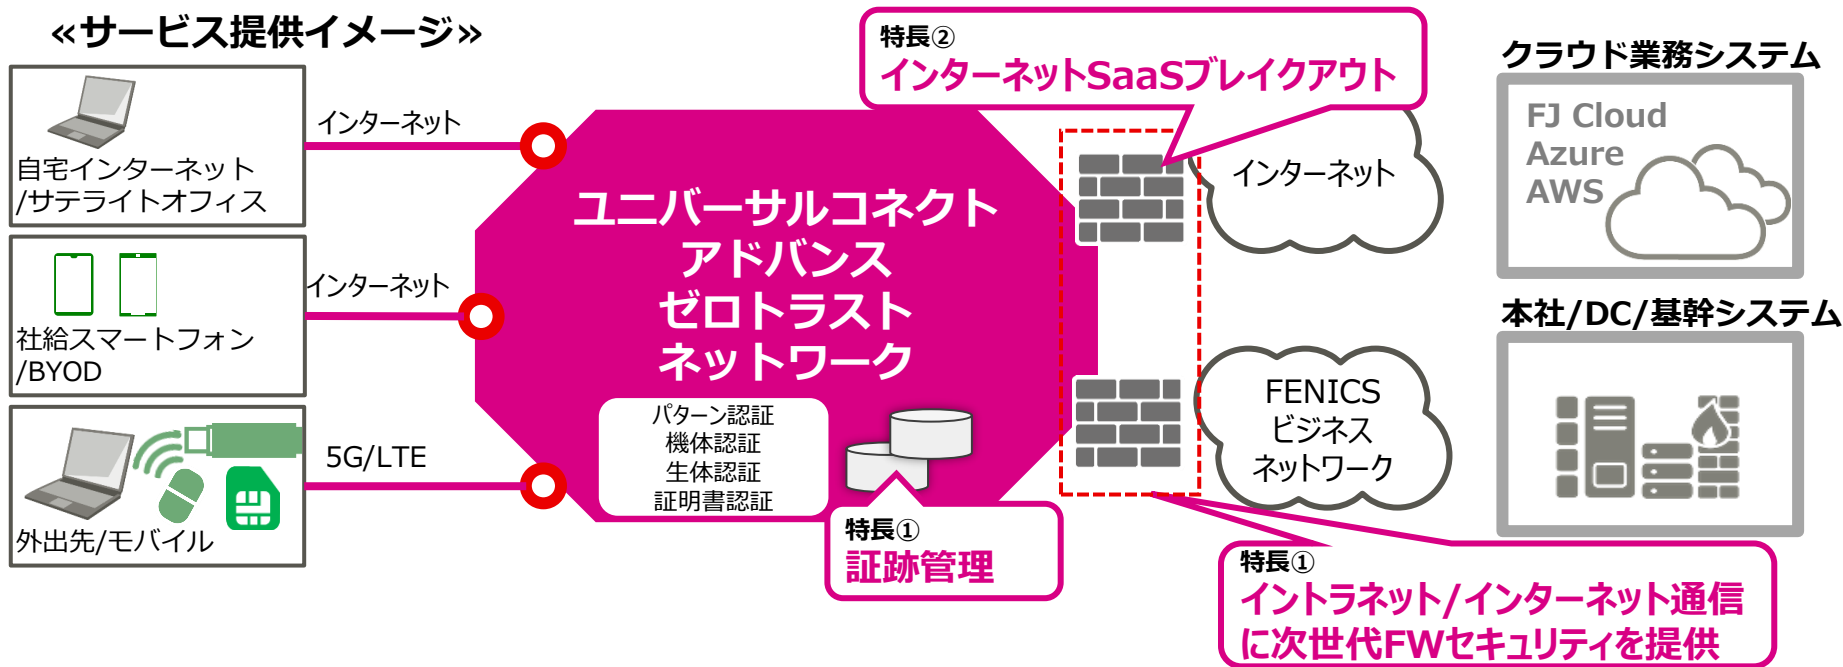 «サービス提供イメージ»
自宅インターネット
/サテライトオフィス
社給スマートフォン
/BYOD
外出先/モバイル
インターネット
インターネット
5G/LTE
ユニバーサルコネクト
アドバンス
ゼロトラスト
ネットワーク
パターン認証
機体認証
生体認証
証明書認証
特長①
証跡管理
特長②
インターネットSaaSブレイクアウト
インターネット
FENICS
ビジネス
ネットワーク
特長①
イントラネット/インターネット通信
に次世代FWセキュリティを提供
クラウド業務システム
FJ Cloud
Azure
AWS
本社/DC/基幹システム